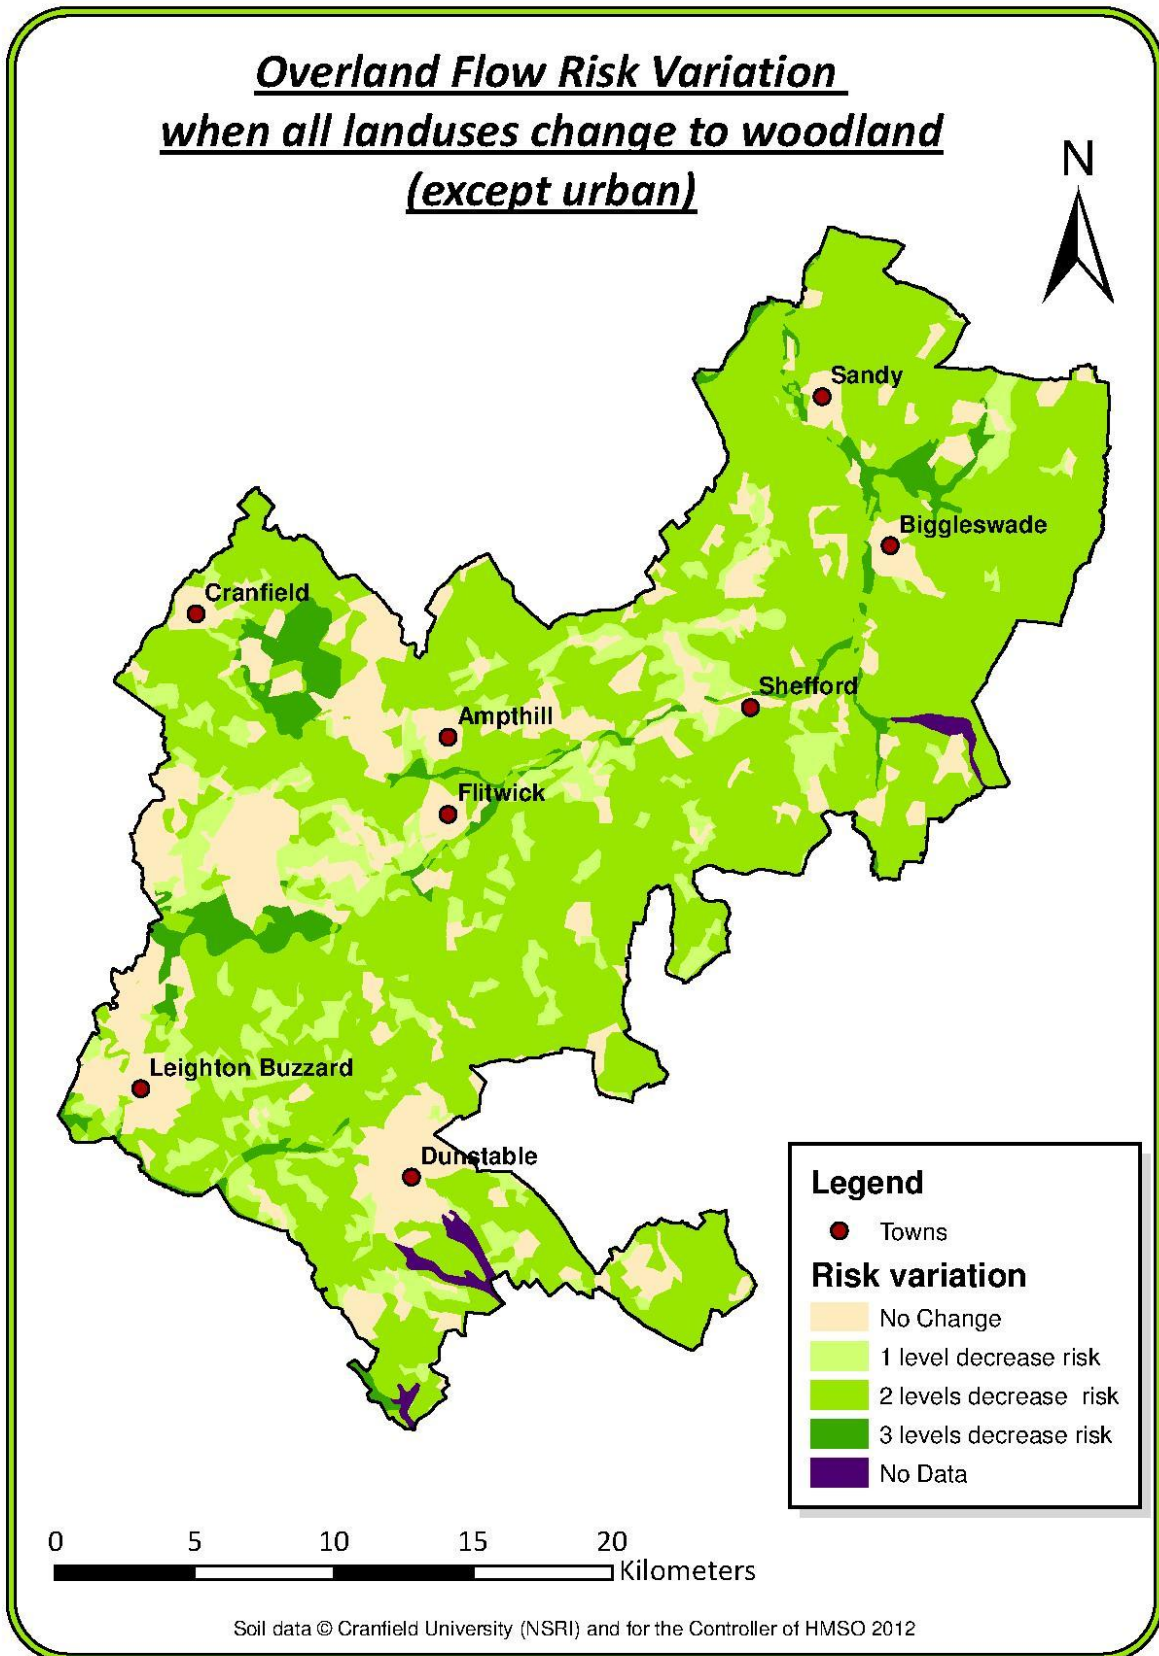 Overland Flow Risk Variation
when all landuses change to woodland
(except urban)
N
Sandy
Biggleswade
Cranfield
Shefford
Ampthill
Flitwick
Leighton Buzzard
Dunstable
Legend
Towns
Risk variation
No Change
1 level decrease risk
2 levels decrease risk
3 levels decrease risk
No Data
0 5 10 15 20
Kilometers
Soil data © Cranfield University (NSRI) and for the Controller of HMSO 2012